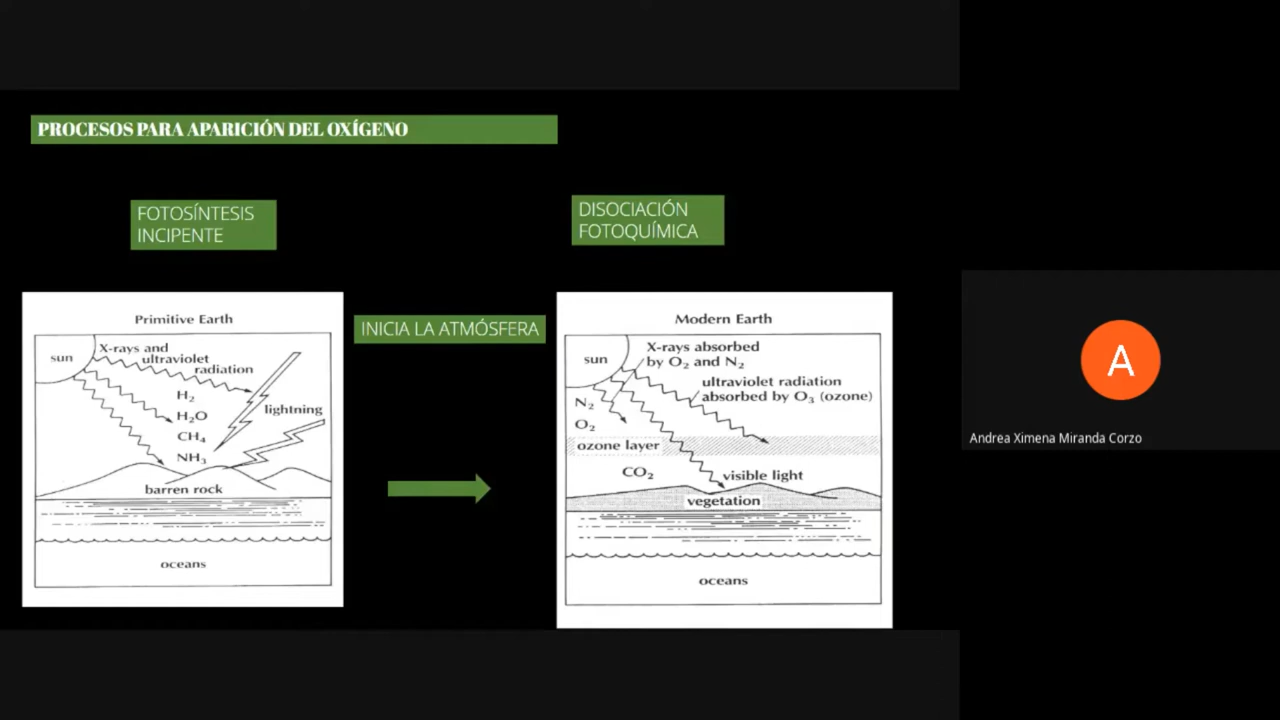 PROCESOS PARA APARICIÓN DEL OXÍGENO
FOTOSÍNTESIS
INCIPENTE
DISOCIACIÓN
FOTOQUÍMICA
INICIA LA ATMÓSFERA
Primitive Earth
sun
X-rays and
ultraviolet
radiation
H₂
H₂O
CH₄
NH₃
lightning
barren rock
oceans
Modern Earth
sun
X-rays absorbed
by O₂ and N₂
ultraviolet radiation
absorbed by O₃ (ozone)
N₂
O₂
ozone layer
CO₂
visible light
vegetation
oceans
A
Andrea Ximena Miranda Corzo